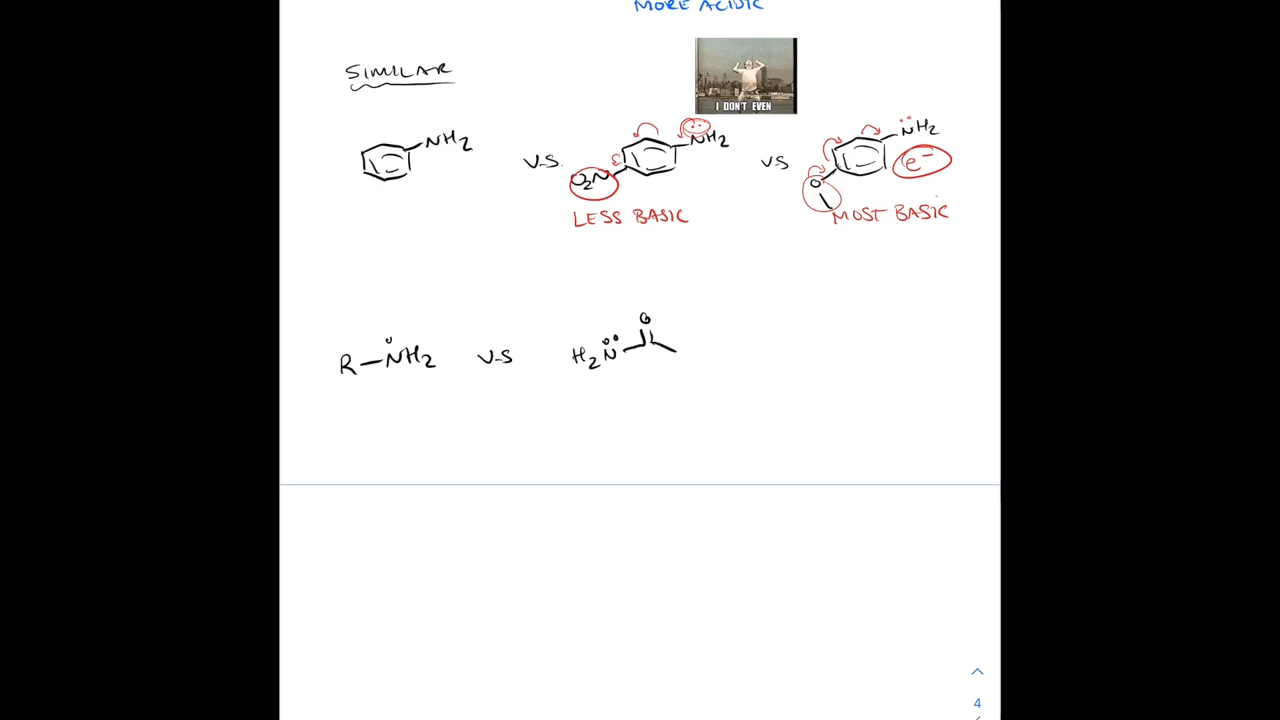 MORE ACIDIC
SIMILAR
I DON'T EVEN
NH2
V.S.
O2N
NH2
VS
O
NH2
e-
LESS BASIC
MOST BASIC
R-NH2
V-S
H2N
O
4